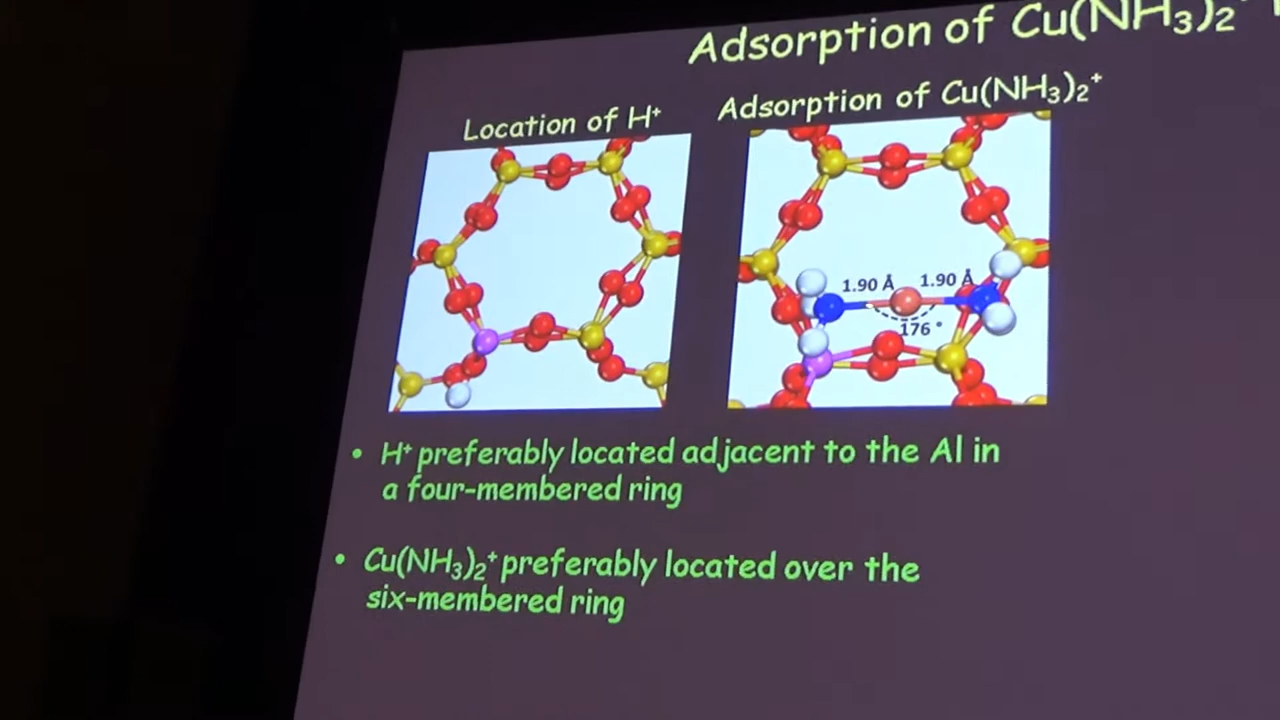 Adsorption of Cu(NH₃)₂⁺
Location of H⁺
Adsorption of Cu(NH₃)₂⁺
1.90 Å
1.90 Å
176 °
• H⁺ preferably located adjacent to the Al in
a four-membered ring
• Cu(NH₃)₂⁺ preferably located over the
six-membered ring